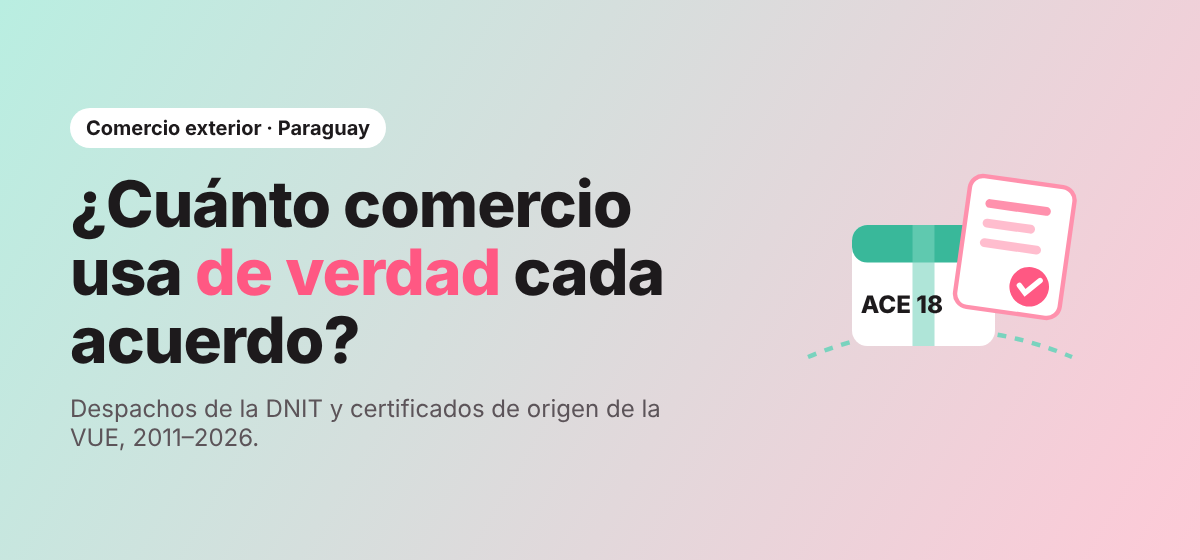 Comercio exterior · Paraguay
¿Cuánto comercio
usa de verdad cada
acuerdo?
Despachos de la DNIT y certificados de origen de la
VUE, 2011–2026.
ACE 18